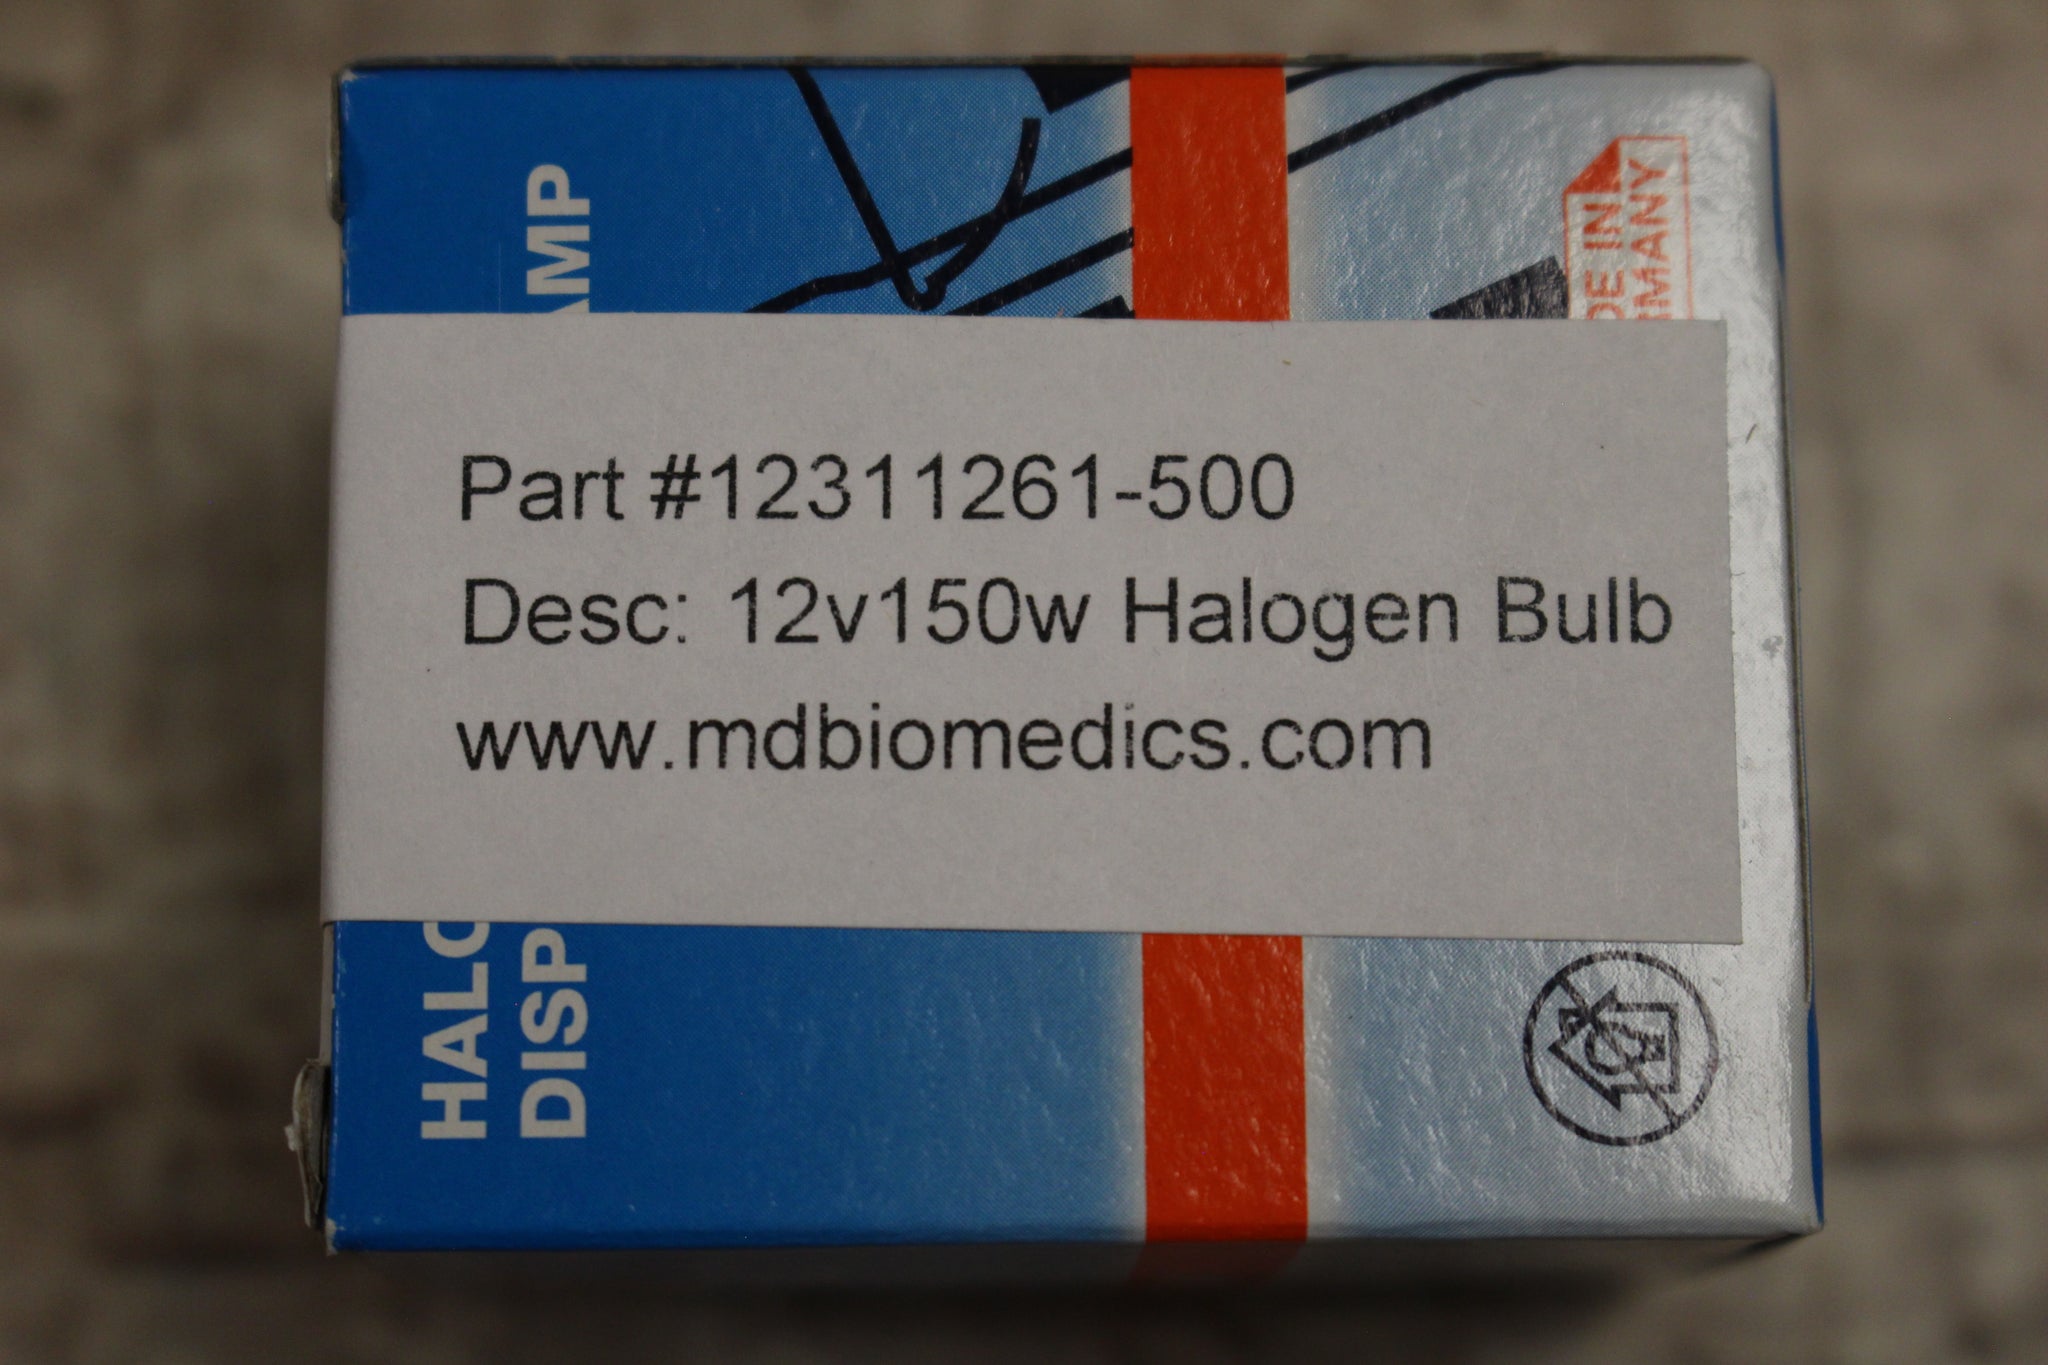 Part #12311261-500
Desc: 12v150w Halogen Bulb
www.mdbiomedics.com